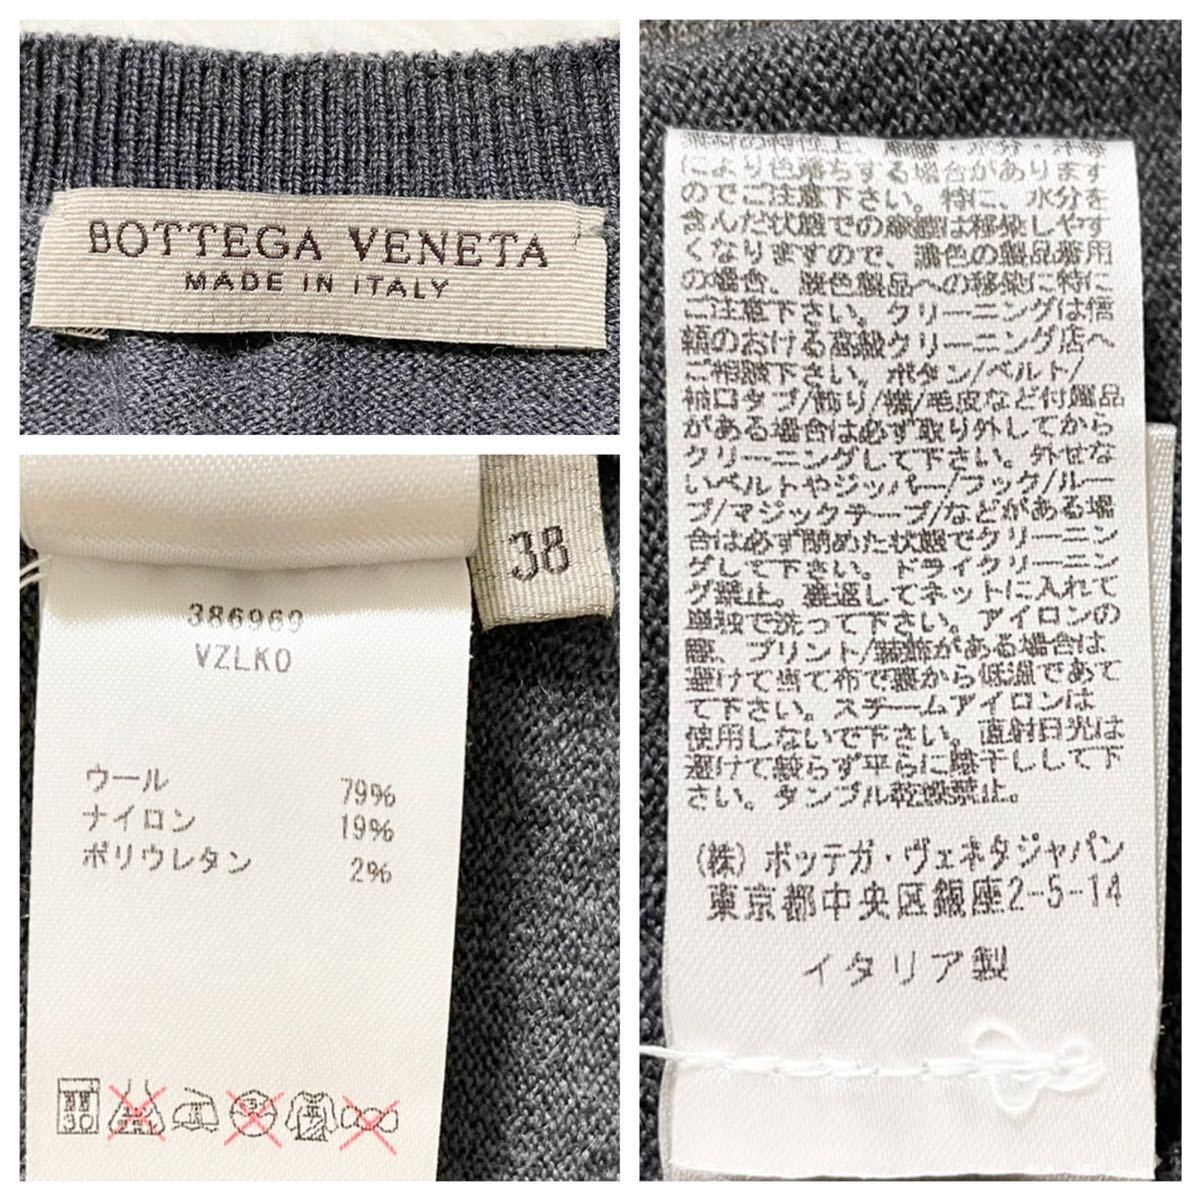 BOTTEGA VENETA
MADE IN ITALY
38
386969
VZLK0
ウール 79%
ナイロン 19%
ポリウレタン 2%
30
により色落ちする場合があります
のでご注意下さい。特に、水分を
含んだ状態での摩擦は移染しやす
くなりますので、濃色の製品着用
の場合、淡色製品への移染に特に
ご注意下さい。クリーニングは信
頼のおける高級クリーニング店へ
ご相談下さい。ボタン/ベルト/
袖口タブ/飾り/襟/毛皮など付属品
がある場合は必ず取り外してから
クリーニングして下さい。外せな
いベルトやジッパー/フック/ルー
プ/マジックテープ/などがある場
合は必ず閉めた状態でクリーニン
グして下さい。ドライクリーニン
グ禁止。裏返してネットに入れて
単独で洗って下さい。アイロンの
際、プリント/装飾がある場合は
避けて当て布で裏から低温であて
て下さい。スチームアイロンは
使用しないで下さい。直射日光は
避けて絞らず平らに陰干しして下
さい。タンブル乾燥禁止。
(株)ボッテガ・ヴェネタジャパン
東京都中央区銀座2-5-14
イタリア製